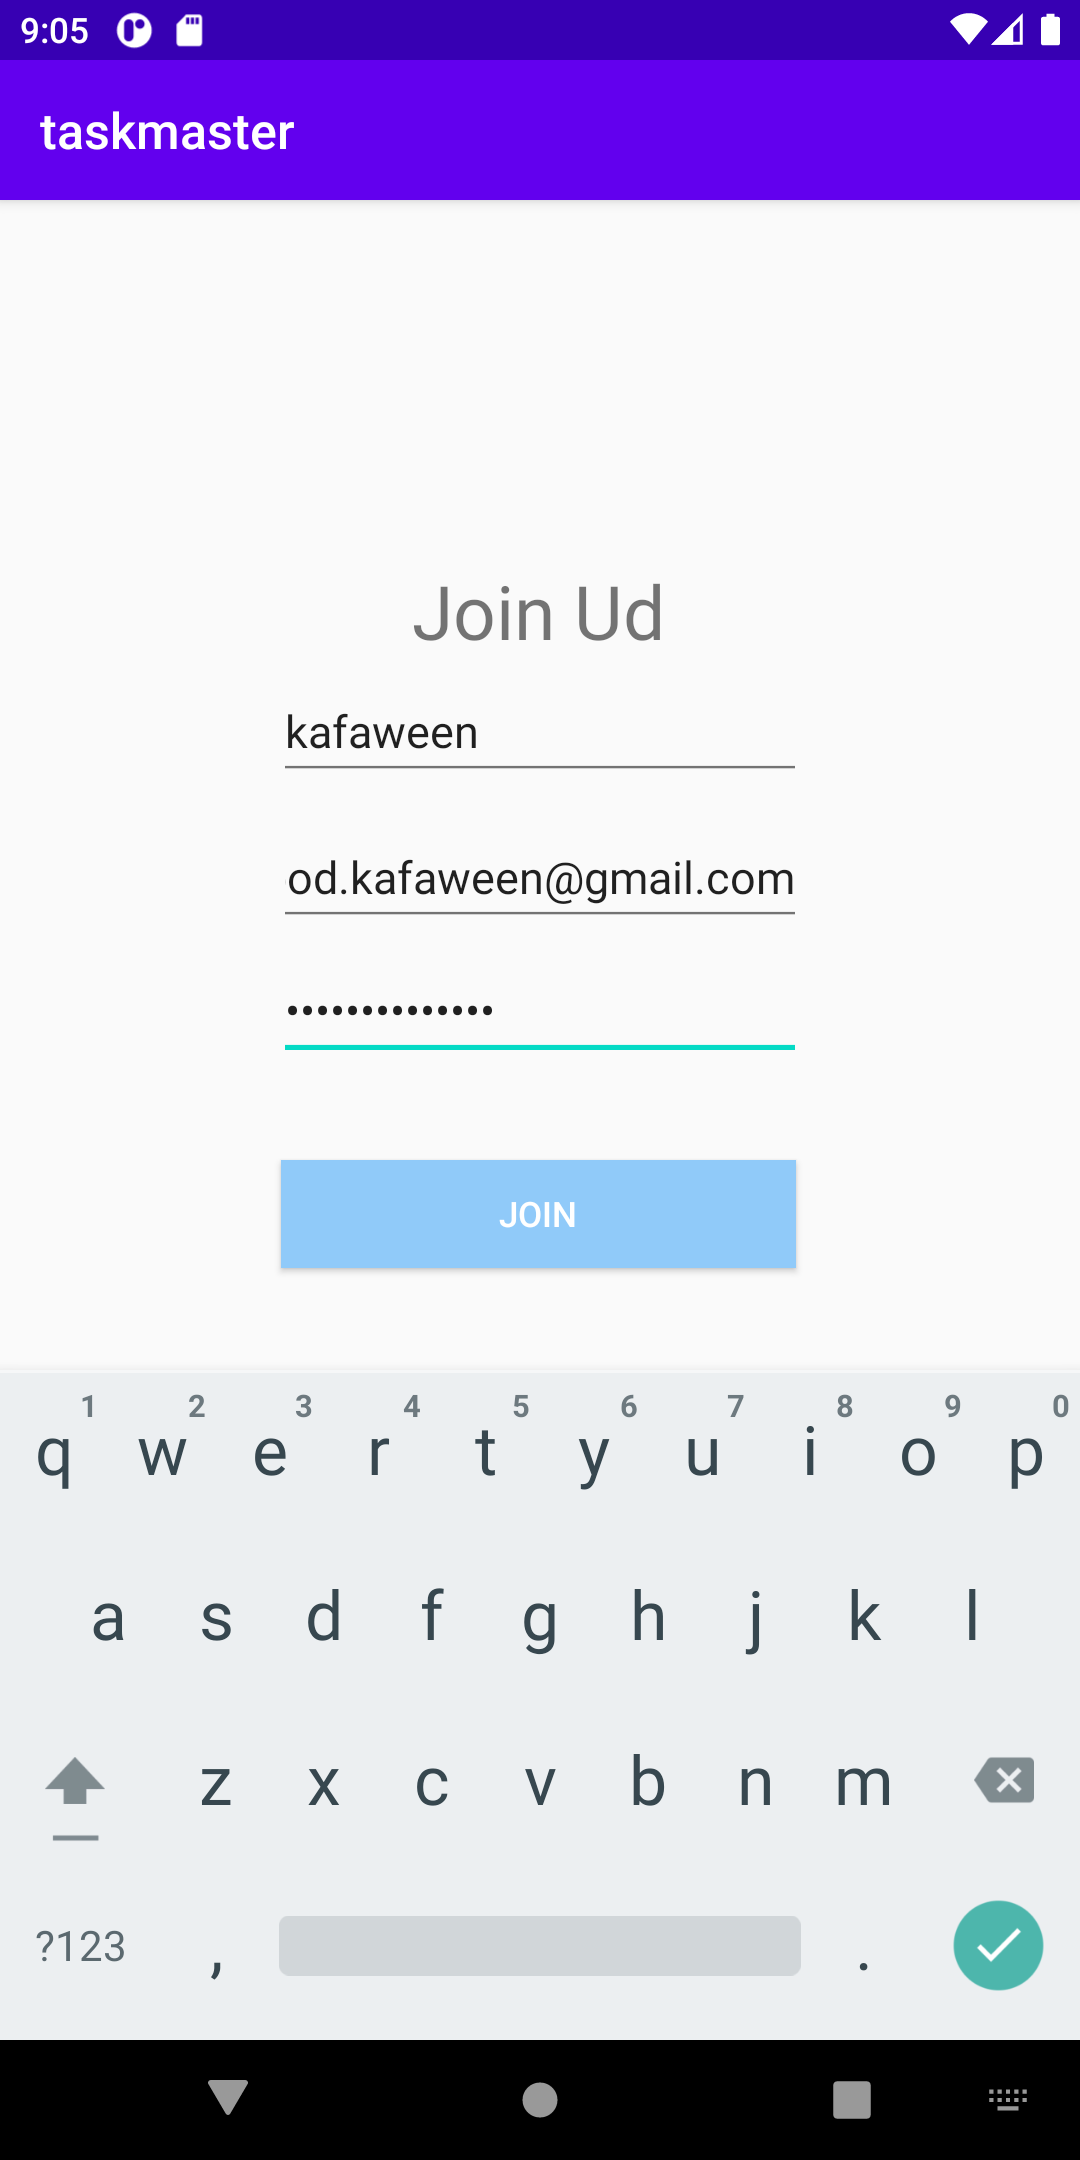 9:05
taskmaster
Join Ud
kafaween
od.kafaween@gmail.com
••••••••••••••
JOIN
1 2 3 4 5 6 7 8 9 0
q w e r t y u i o p
a s d f g h j k l
z x c v b n m
?123 , .